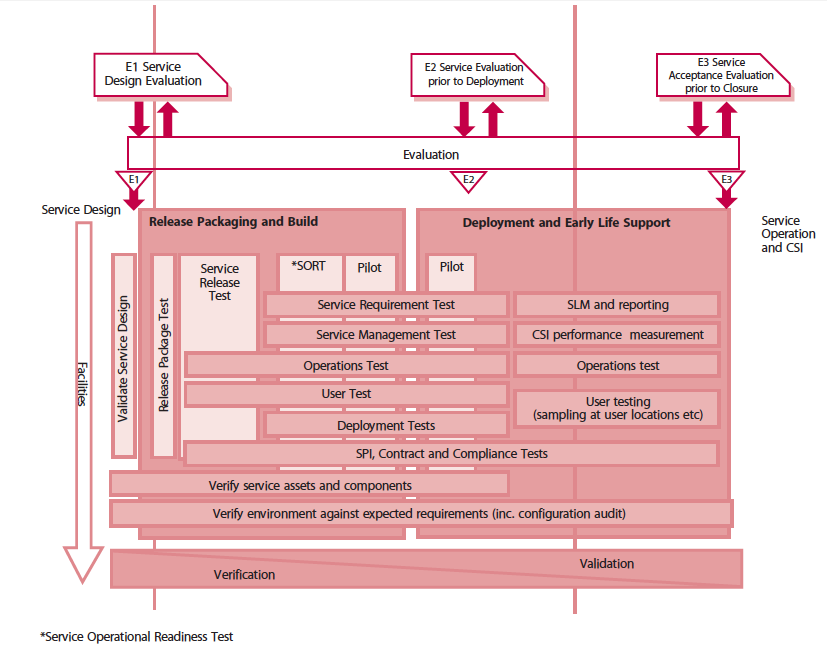 E1 Service
Design Evaluation
E2 Service Evaluation
prior to Deployment
E3 Service
Acceptance Evaluation
prior to Closure
Evaluation
E1
E2
E3
Service Design
Release Packaging and Build
Deployment and Early Life Support
Service
Operation
and CSI
Facilities
Validate Service Design
Release Package Test
Service
Release
Test
*SORT
Pilot
Pilot
Service Requirement Test
SLM and reporting
Service Management Test
CSI performance measurement
Operations Test
Operations test
User Test
User testing
(sampling at user locations etc)
Deployment Tests
SPI, Contract and Compliance Tests
Verify service assets and components
Verify environment against expected requirements (inc. configuration audit)
Verification
Validation
*Service Operational Readiness Test